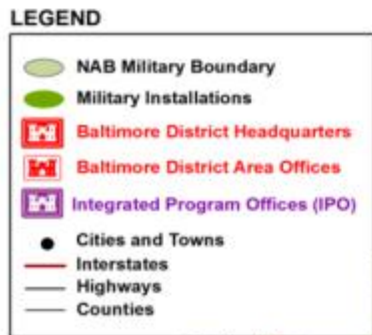 LEGEND
NAB Military Boundary
Military Installations
Baltimore District Headquarters
Baltimore District Area Offices
Integrated Program Offices (IPO)
Cities and Towns
Interstates
Highways
Counties